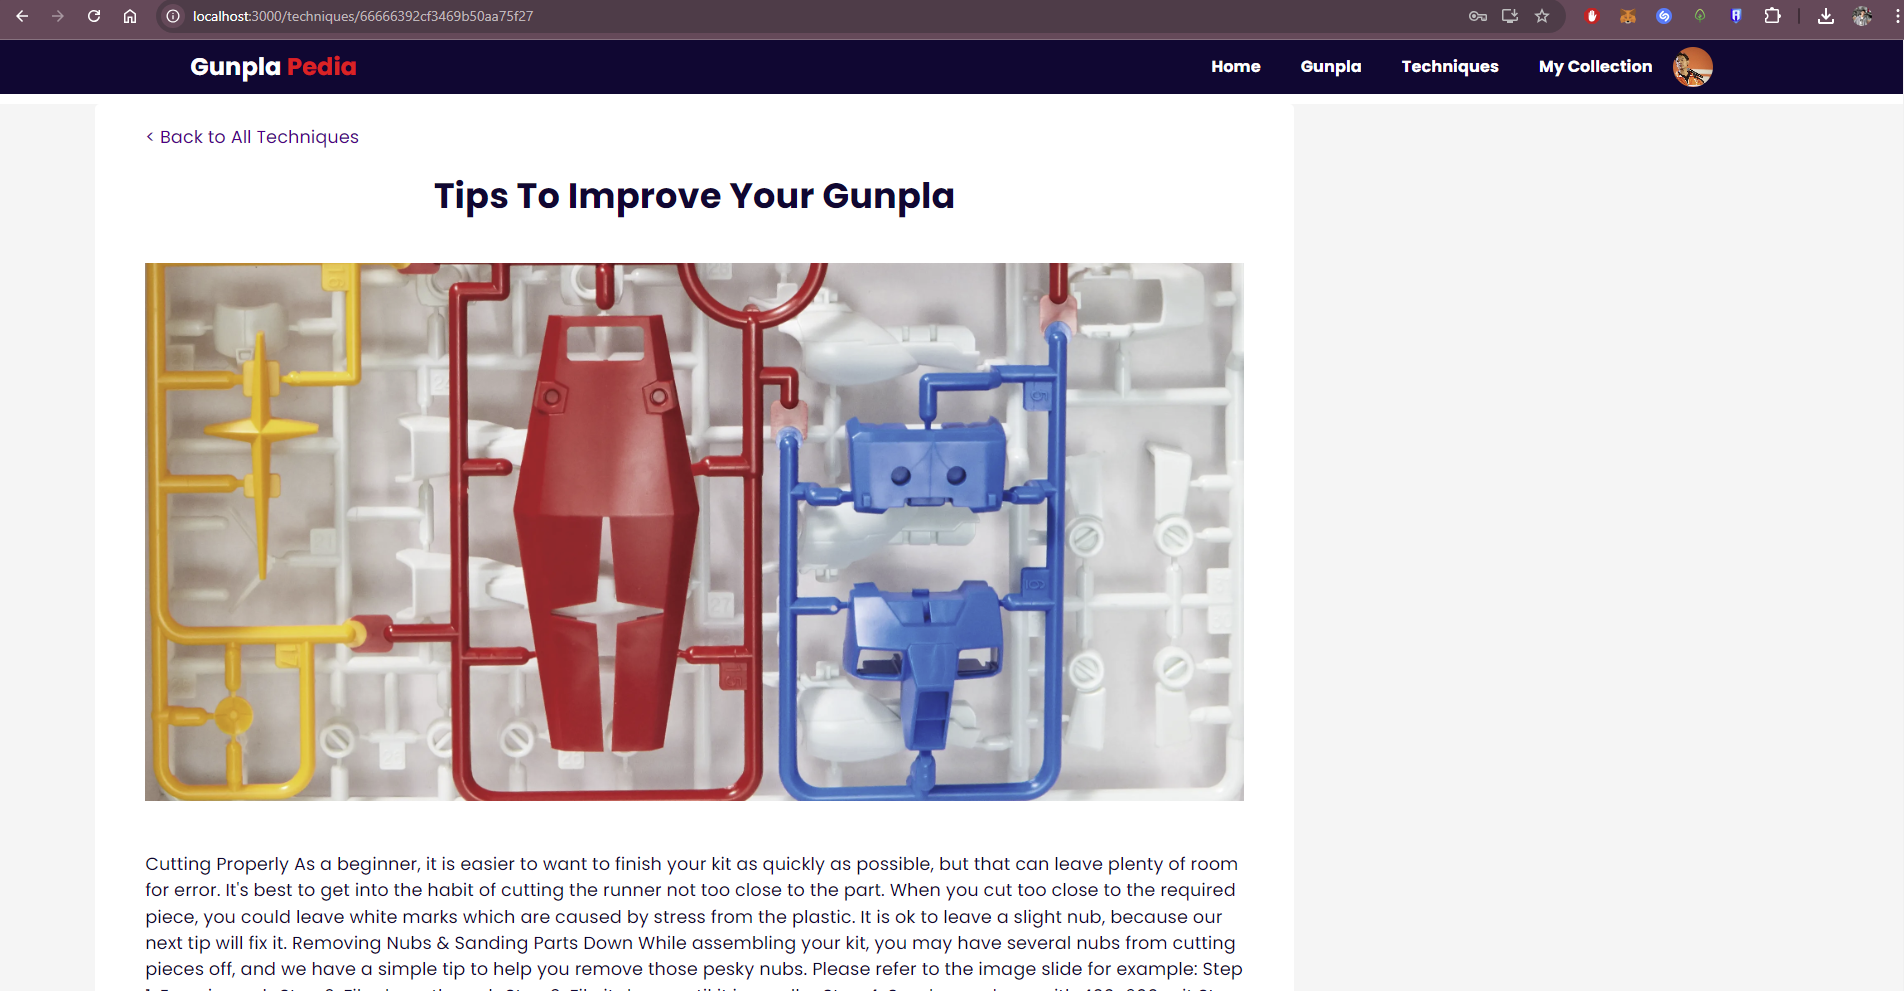 localhost:3000/techniques/66666392cf3469b50aa75f27
Gunpla Pedia
Home Gunpla Techniques My Collection
< Back to All Techniques
Tips To Improve Your Gunpla
Cutting Properly As a beginner, it is easier to want to finish your kit as quickly as possible, but that can leave plenty of room
for error. It's best to get into the habit of cutting the runner not too close to the part. When you cut too close to the required
piece, you could leave white marks which are caused by stress from the plastic. It is ok to leave a slight nub, because our
next tip will fix it. Removing Nubs & Sanding Parts Down While assembling your kit, you may have several nubs from cutting
pieces off, and we have a simple tip to help you remove those pesky nubs. Please refer to the image slide for example: Step